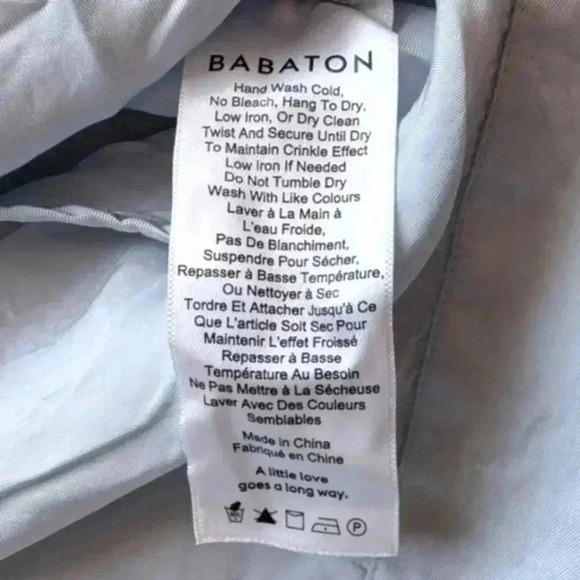 BABATON
Hand Wash Cold,
No Bleach, Hang To Dry,
Low Iron, Or Dry Clean
Twist And Secure Until Dry
To Maintain Crinkle Effect
Low Iron If Needed
Do Not Tumble Dry
Wash With Like Colours
Laver à La Main à
L'eau Froide,
Pas De Blanchiment,
Suspendre Pour Sécher,
Repasser à Basse Température,
Ou Nettoyer à Sec
Tordre Et Attacher Jusqu'à Ce
Que L'article Soit Sec Pour
Maintenir L'effet Froissé
Repasser à Basse
Température Au Besoin
Ne Pas Mettre à La Sécheuse
Laver Avec Des Couleurs
Semblables
Made in China
Fabriqué en Chine
A little love
goes a long way.
P